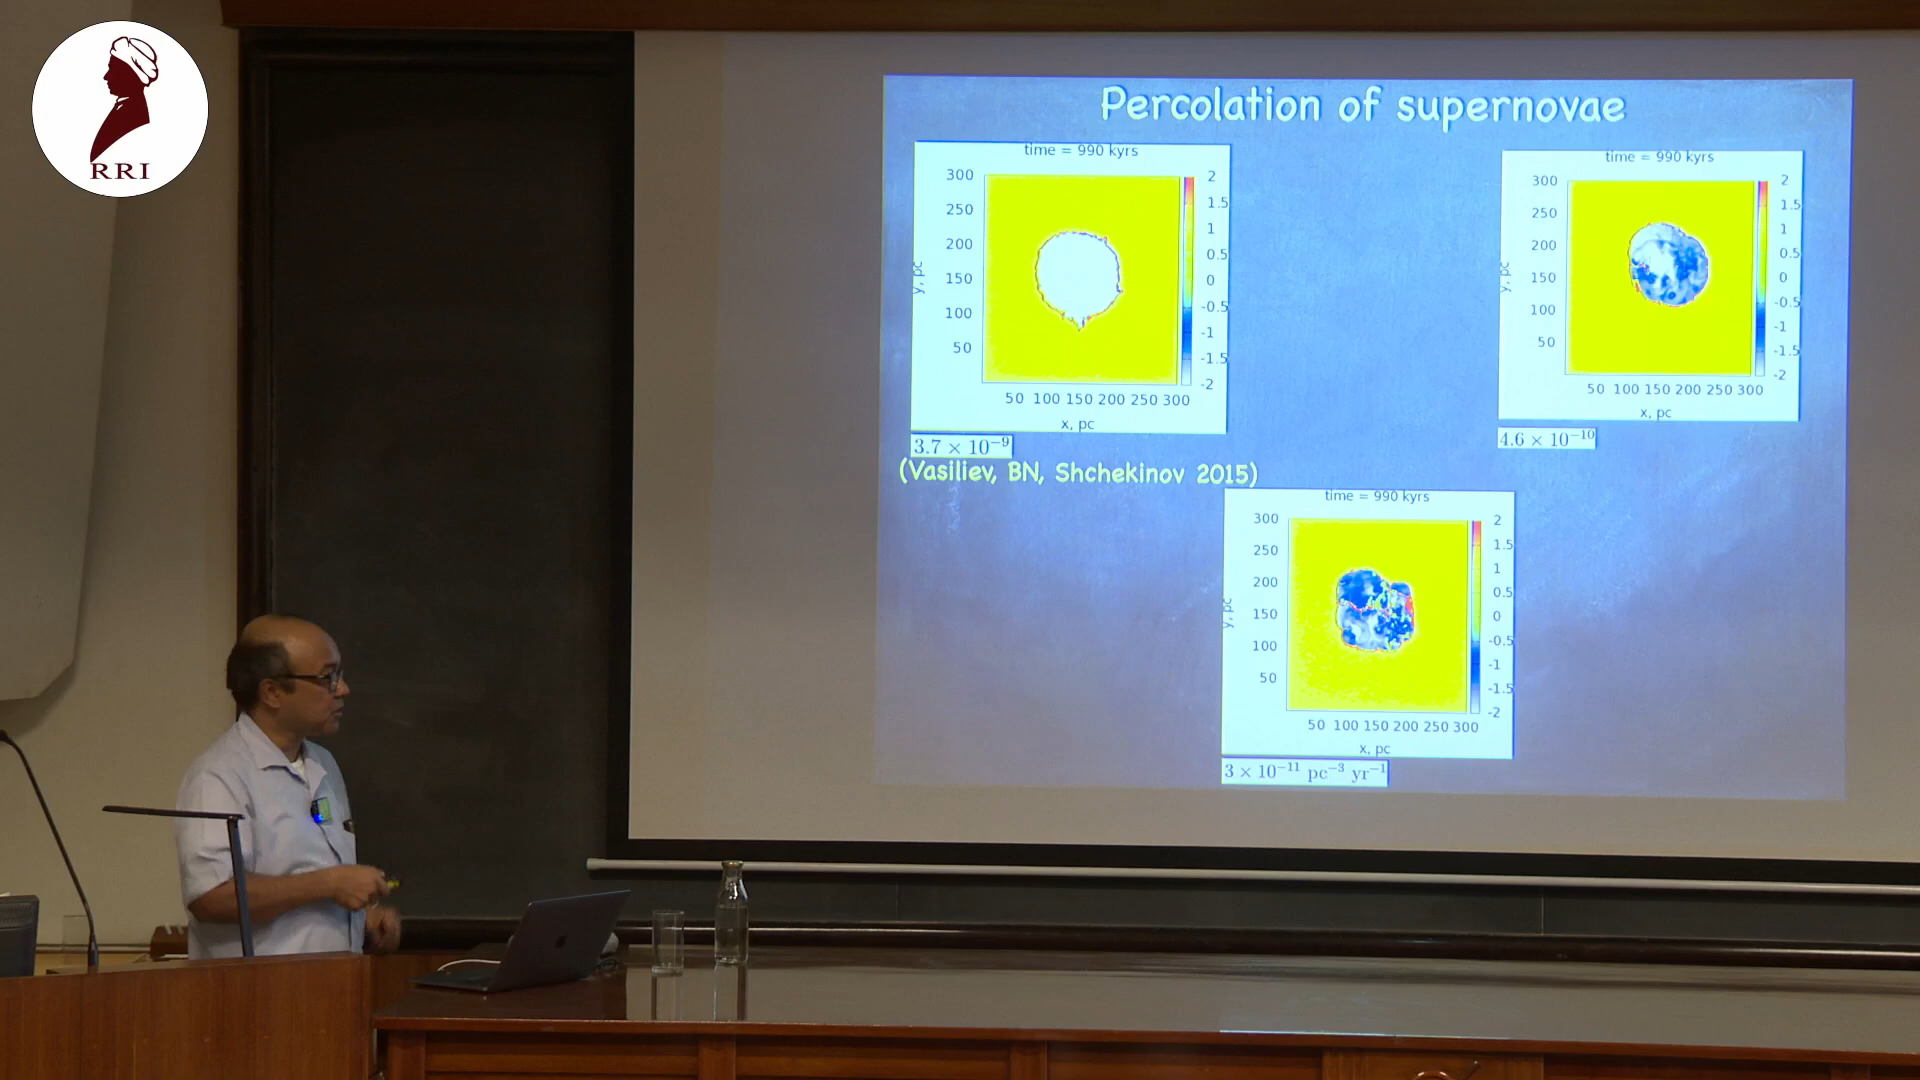 RRI
Percolation of supernovae
time = 990 kyrs
300
250
200
150
100
50
y, pc
50 100 150 200 250 300
x, pc
2
1.5
1
0.5
0
-0.5
-1
-1.5
-2
3.7 × 10⁻⁹
time = 990 kyrs
300
250
200
150
100
50
y, pc
50 100 150 200 250 300
x, pc
2
1.5
1
0.5
0
-0.5
-1
-1.5
-2
4.6 × 10⁻¹⁰
(Vasiliev, BN, Shchekinov 2015)
time = 990 kyrs
300
250
200
150
100
50
y, pc
50 100 150 200 250 300
x, pc
2
1.5
1
0.5
0
-0.5
-1
-1.5
-2
3 × 10⁻¹¹ pc⁻³ yr⁻¹